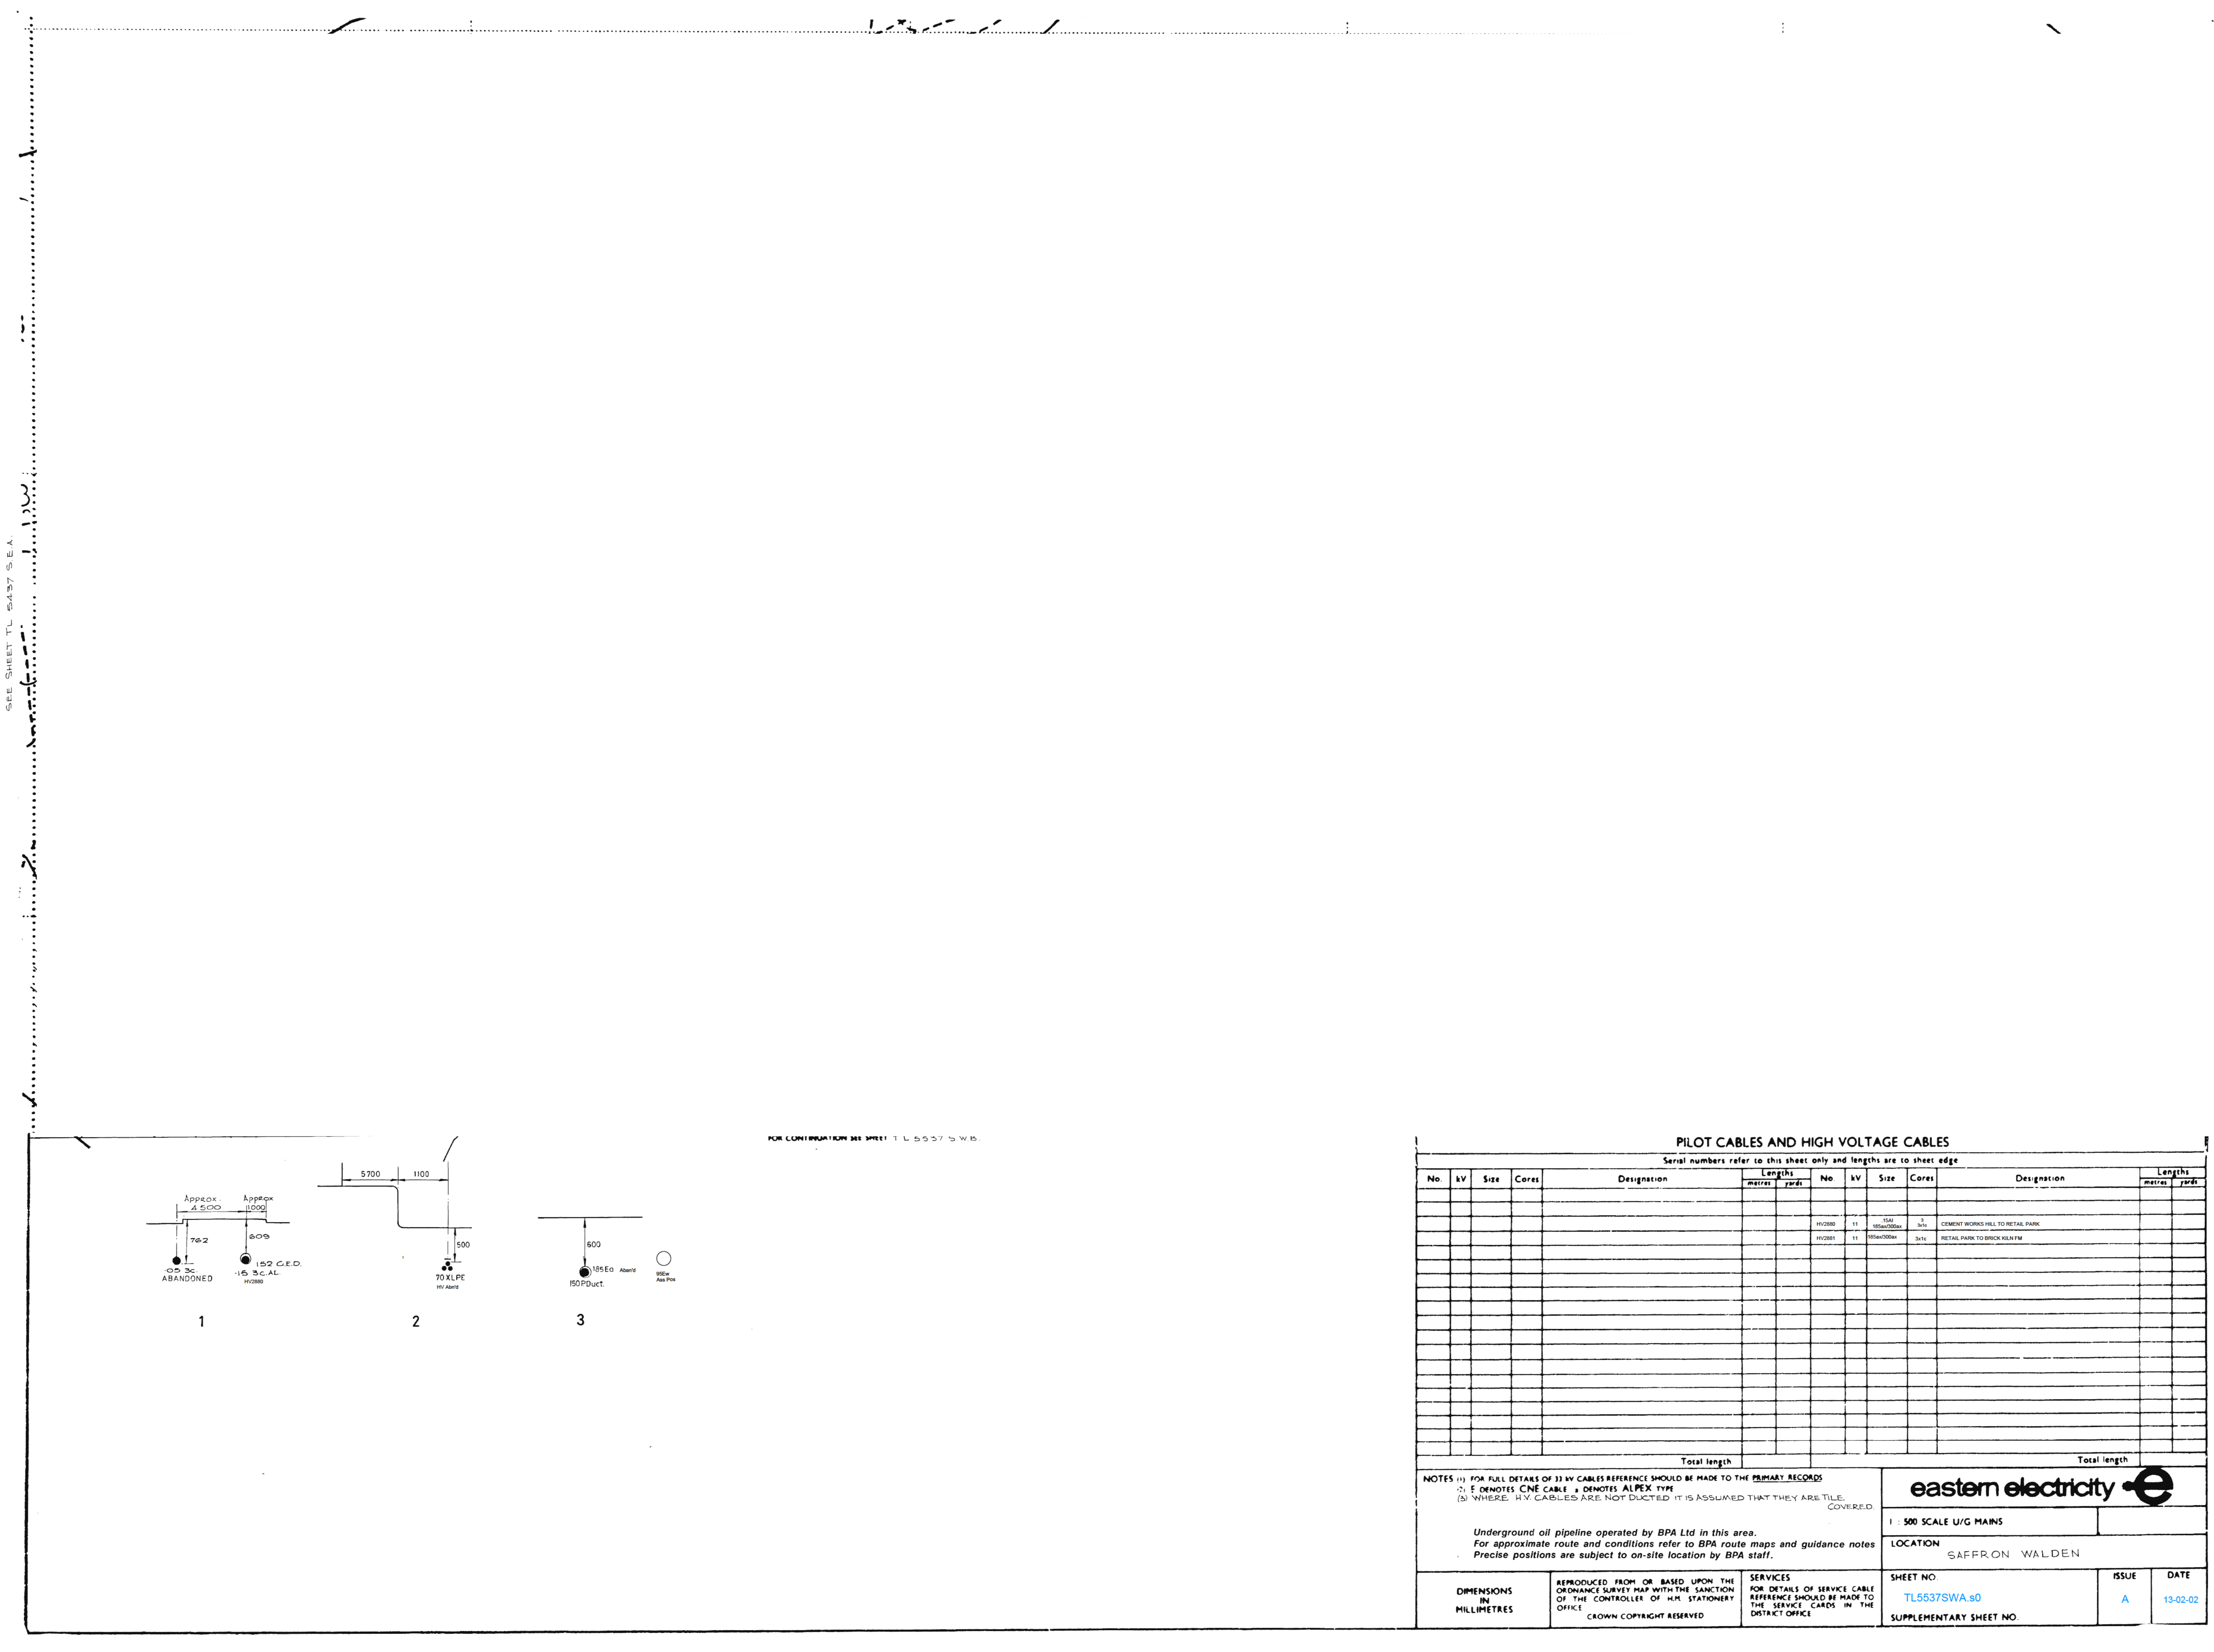 SEE SHEET TL 5437 S.E.A.
FOR CONTINUATION SEE SHEET TL 5537 S W B.
Approx.
4500
Approx
1000
762
609
.05 3c.
ABANDONED
152 C.E.D.
.15 3c. AL.
HV2880
1
5700
1100
500
70 XLPE
HV Abn'd
2
600
185Ea Aban'd
150PDuct.
95Ew
Ass Pos
3
PILOT CABLES AND HIGH VOLTAGE CABLES
Serial numbers refer to this sheet only and lengths are to sheet edge
No. kV Size Cores Designation Lengths metres yards No. kV Size Cores Designation Lengths metres yards
HV2880 11 .15Al 185ax/300ax 3 3x1c CEMENT WORKS HILL TO RETAIL PARK
HV2881 11 185ax/300ax 3x1c RETAIL PARK TO BRICK KILN FM
Total length Total length
NOTES (1) FOR FULL DETAILS OF 33 kV CABLES REFERENCE SHOULD BE MADE TO THE PRIMARY RECORDS
(2) E DENOTES CNE CABLE a DENOTES ALPEX TYPE
(3) WHERE H.V. CABLES ARE NOT DUCTED IT IS ASSUMED THAT THEY ARE TILE
COVERED.
Underground oil pipeline operated by BPA Ltd in this area.
For approximate route and conditions refer to BPA route maps and guidance notes
Precise positions are subject to on-site location by BPA staff.
eastern electricity
1 : 500 SCALE U/G MAINS
LOCATION
SAFFRON WALDEN
DIMENSIONS
IN
MILLIMETRES
REPRODUCED FROM OR BASED UPON THE
ORDNANCE SURVEY MAP WITH THE SANCTION
OF THE CONTROLLER OF H.M. STATIONERY
OFFICE
CROWN COPYRIGHT RESERVED
SERVICES
FOR DETAILS OF SERVICE CABLE
REFERENCE SHOULD BE MADE TO
THE SERVICE CARDS IN THE
DISTRICT OFFICE
SHEET NO.
TL5537SWA.s0
SUPPLEMENTARY SHEET NO.
ISSUE
A
DATE
13-02-02